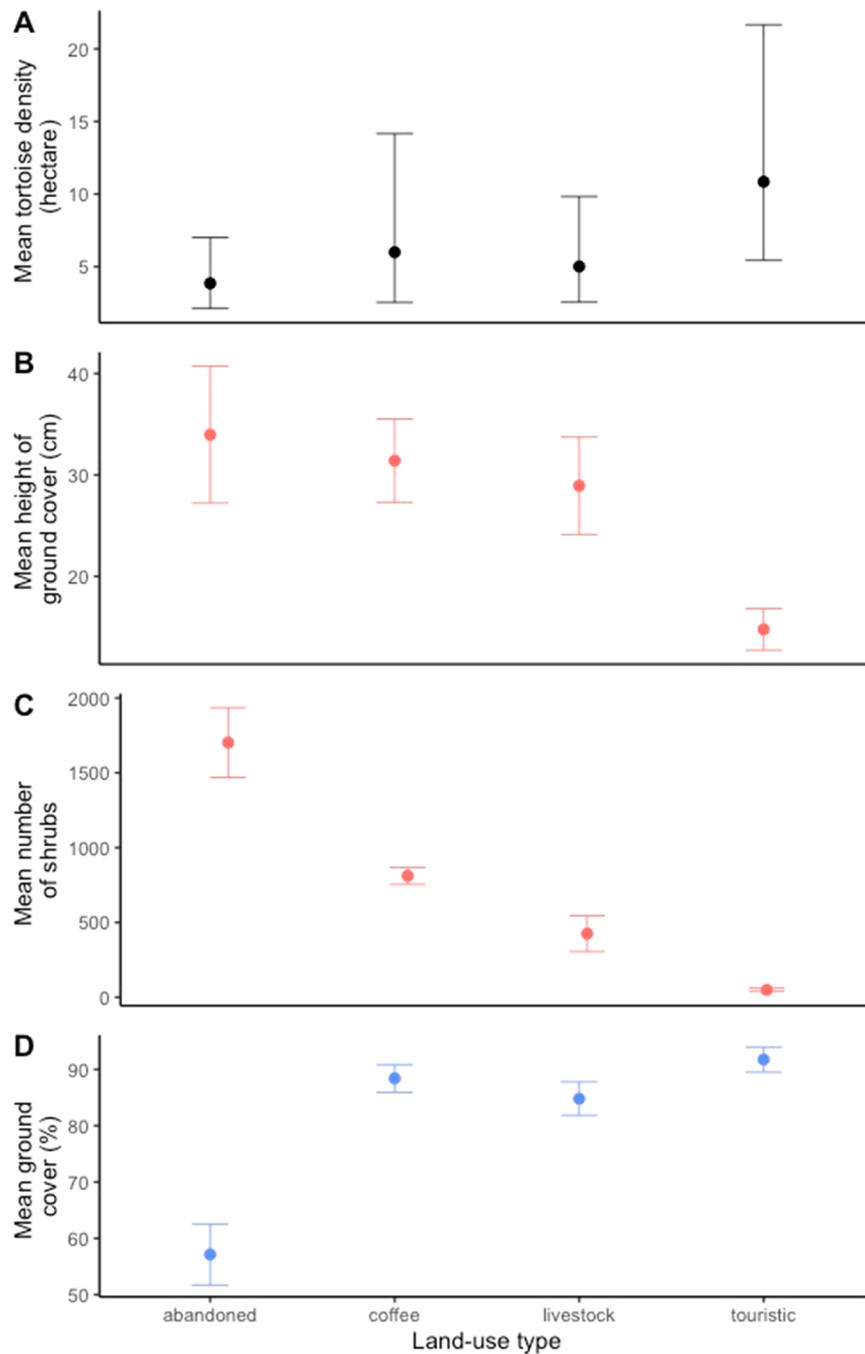 A
Mean tortoise density
(hectare)
20
15
10
5
B
Mean height of
ground cover (cm)
40
30
20
C
Mean number
of shrubs
2000
1500
1000
500
0
D
Mean ground
cover (%)
90
80
70
60
50
abandoned coffee livestock touristic
Land-use type